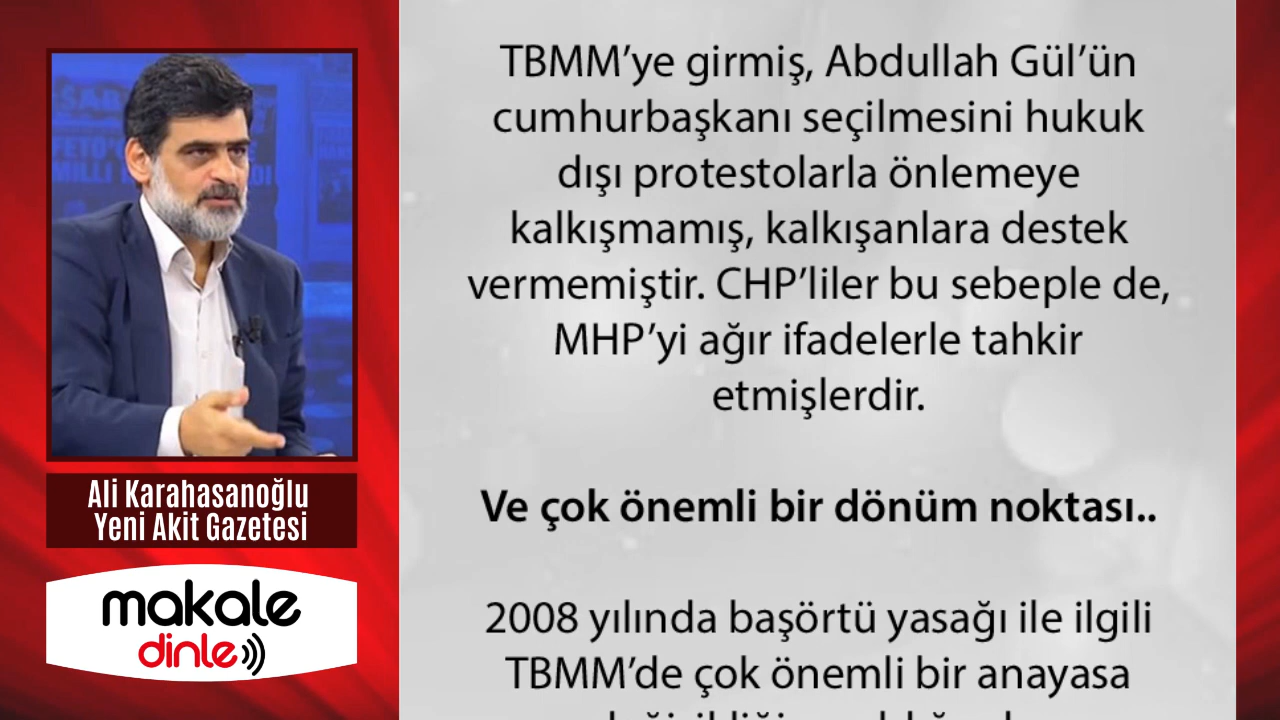 TBMM’ye girmiş, Abdullah Gül’ün
cumhurbaşkanı seçilmesini hukuk
dışı protestolarla önlemeye
kalkışmamış, kalkışanlara destek
vermemiştir. CHP’liler bu sebeple de,
MHP’yi ağır ifadelerle tahkir
etmişlerdir.
Ve çok önemli bir dönüm noktası..
2008 yılında başörtü yasağı ile ilgili
TBMM’de çok önemli bir anayasa
Ali Karahasanoğlu
Yeni Akit Gazetesi
makale
dinle